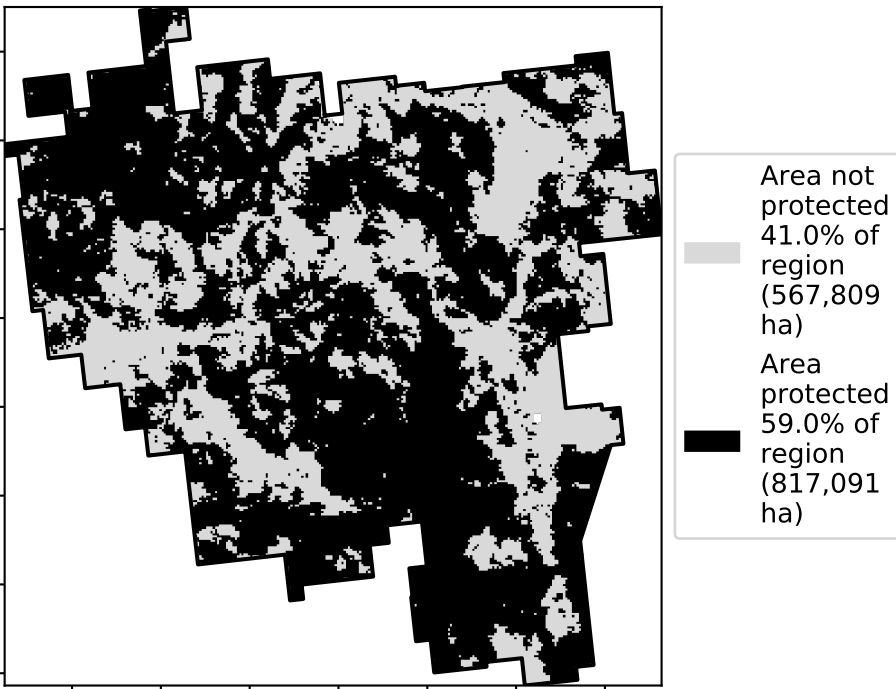 Area not
protected
41.0% of
region
(567,809
ha)
Area
protected
59.0% of
region
(817,091
ha)